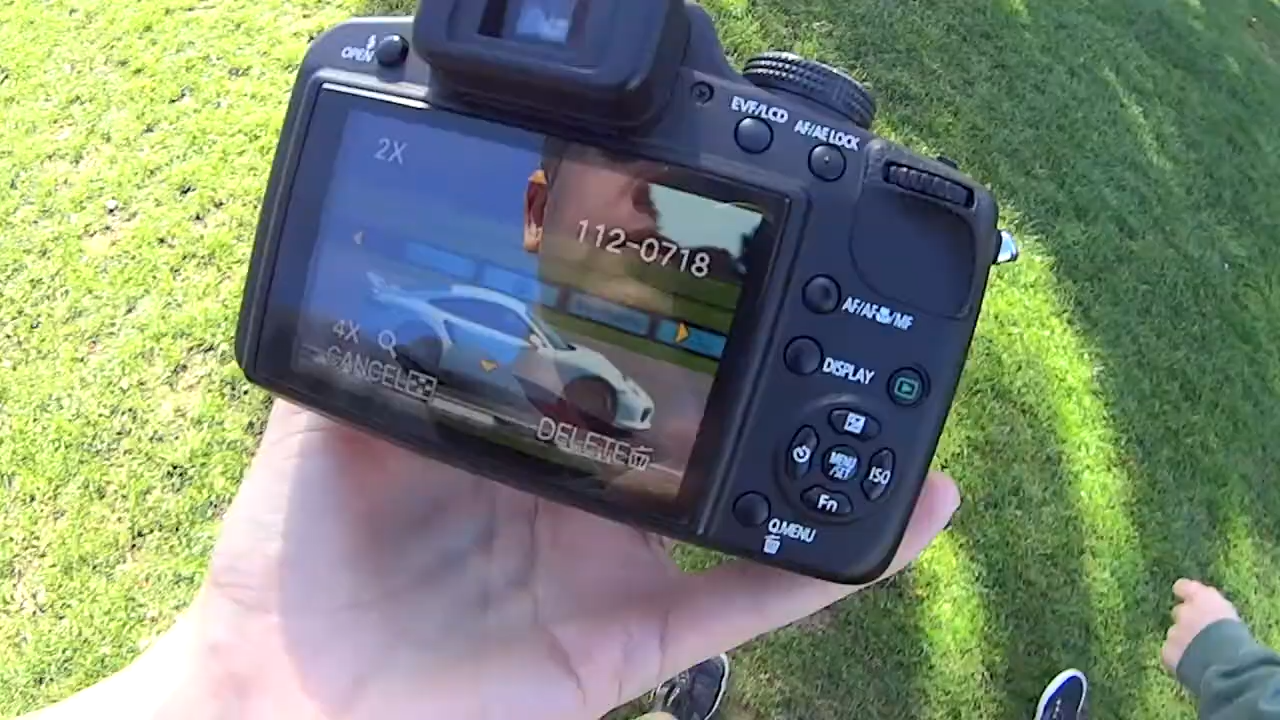 OPEN
EVF/LCD
AF/AE LOCK
2X
112-0718
AF/AF/MF
4X
CANCEL
DISPLAY
DELETE
MENU
/SET
ISO
Fn
Q.MENU